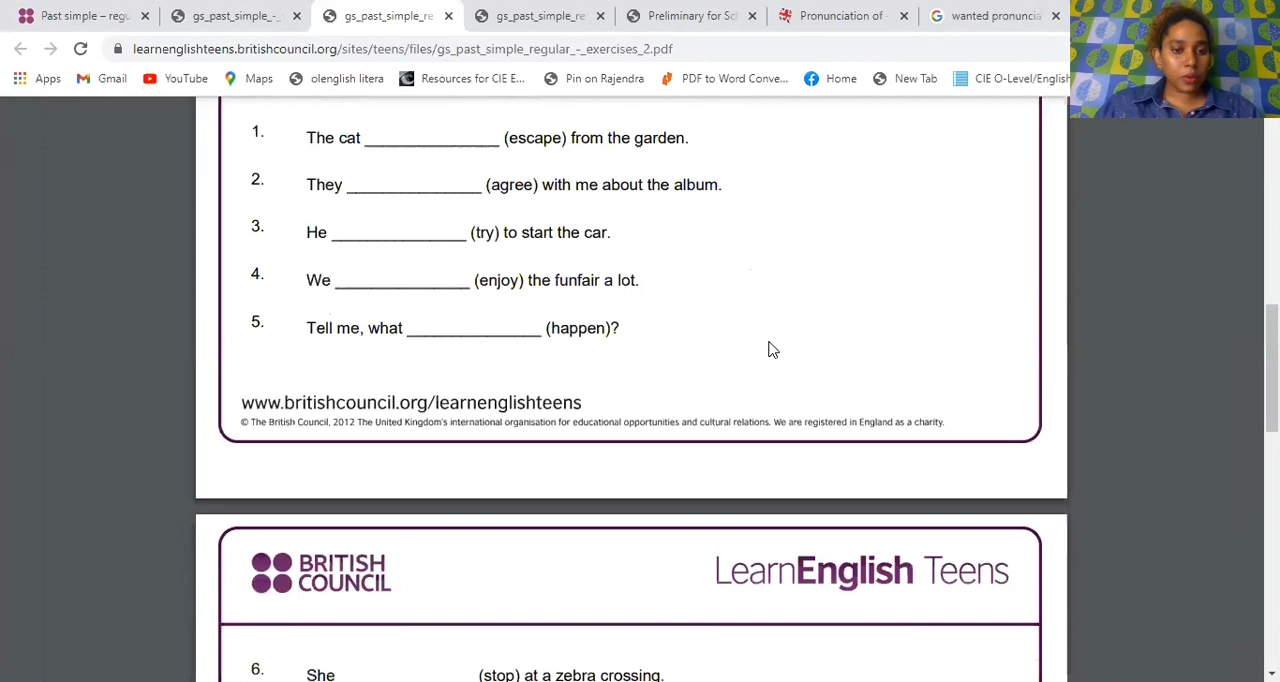 Past simple – regu
gs_past_simple_-_
gs_past_simple_re
gs_past_simple_re
Preliminary for Sc
Pronunciation of
wanted pronuncia
learnenglishteens.britishcouncil.org/sites/teens/files/gs_past_simple_regular_-_exercises_2.pdf
Apps Gmail YouTube Maps olenglish litera Resources for CIE E... Pin on Rajendra PDF to Word Conve... Home New Tab CIE O-Level/English
1. The cat _______________ (escape) from the garden.
2. They _______________ (agree) with me about the album.
3. He _______________ (try) to start the car.
4. We _______________ (enjoy) the funfair a lot.
5. Tell me, what _______________ (happen)?
www.britishcouncil.org/learnenglishteens
© The British Council, 2012 The United Kingdom's international organisation for educational opportunities and cultural relations. We are registered in England as a charity.
BRITISH
COUNCIL
LearnEnglish Teens
6. She _______________ (stop) at a zebra crossing.